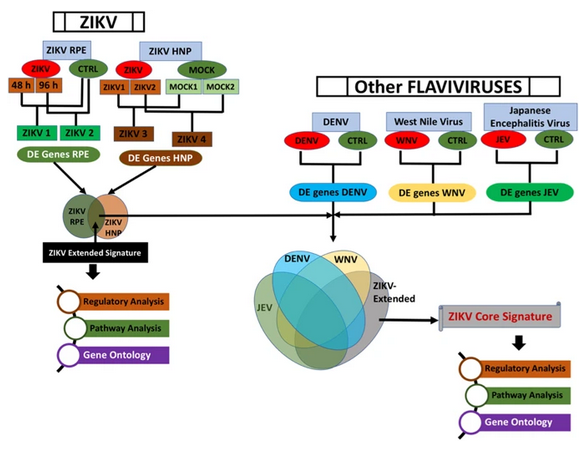 ZIKV
ZIKV RPE
ZIKV HNP
ZIKV
CTRL
ZIKV
MOCK
48 h
96 h
ZIKV1
ZIKV2
MOCK1
MOCK2
ZIKV 1
ZIKV 2
ZIKV 3
ZIKV 4
DE Genes RPE
DE Genes HNP
ZIKV
RPE
ZIKV
HNP
ZIKV Extended Signature
Regulatory Analysis
Pathway Analysis
Gene Ontology
Other FLAVIVIRUSES
DENV
West Nile Virus
Japanese
Encephalitis Virus
DENV
CTRL
WNV
CTRL
JEV
CTRL
DE genes DENV
DE genes WNV
DE genes JEV
DENV
WNV
JEV
ZIKV-
Extended
ZIKV Core Signature
Regulatory Analysis
Pathway Analysis
Gene Ontology